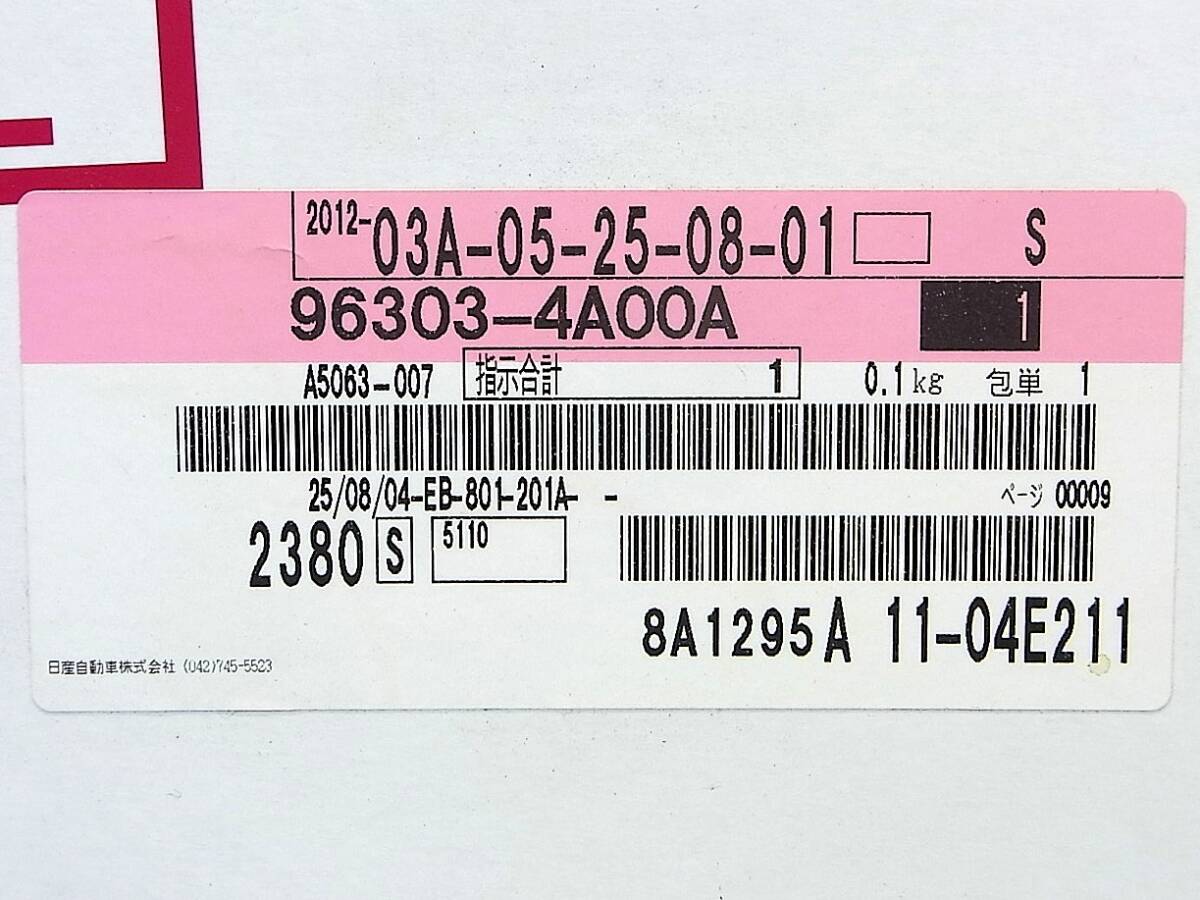 2012-03A-05-25-08-01 S
96303-4A00A 1
A5063-007 指示合計 1 0.1kg 包単 1
25/08/04-EB-801-201A- - ページ 00009
2380 S 5110
8A1295A 11-04E211
日産自動車株式会社 (042)745-5523